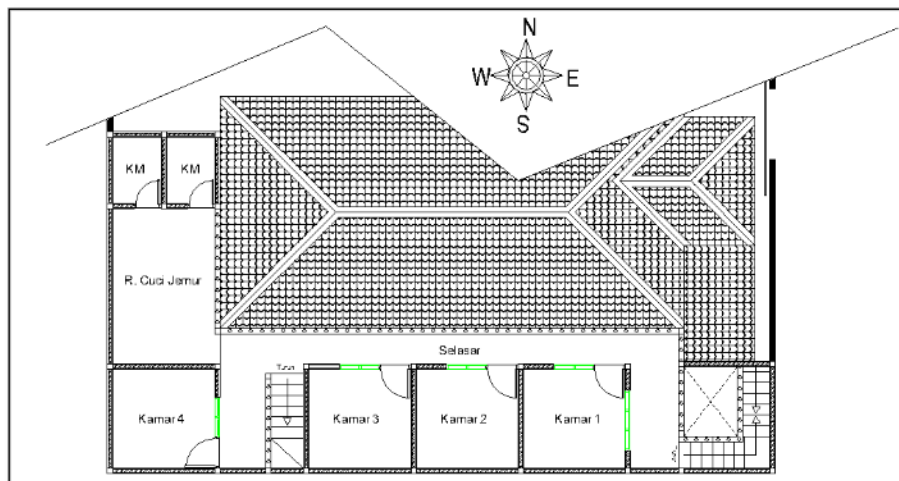 N
W E
S
KM KM
R. Cuci Jemur
Selasar
Kamar 4
Kamar 3
Kamar 2
Kamar 1